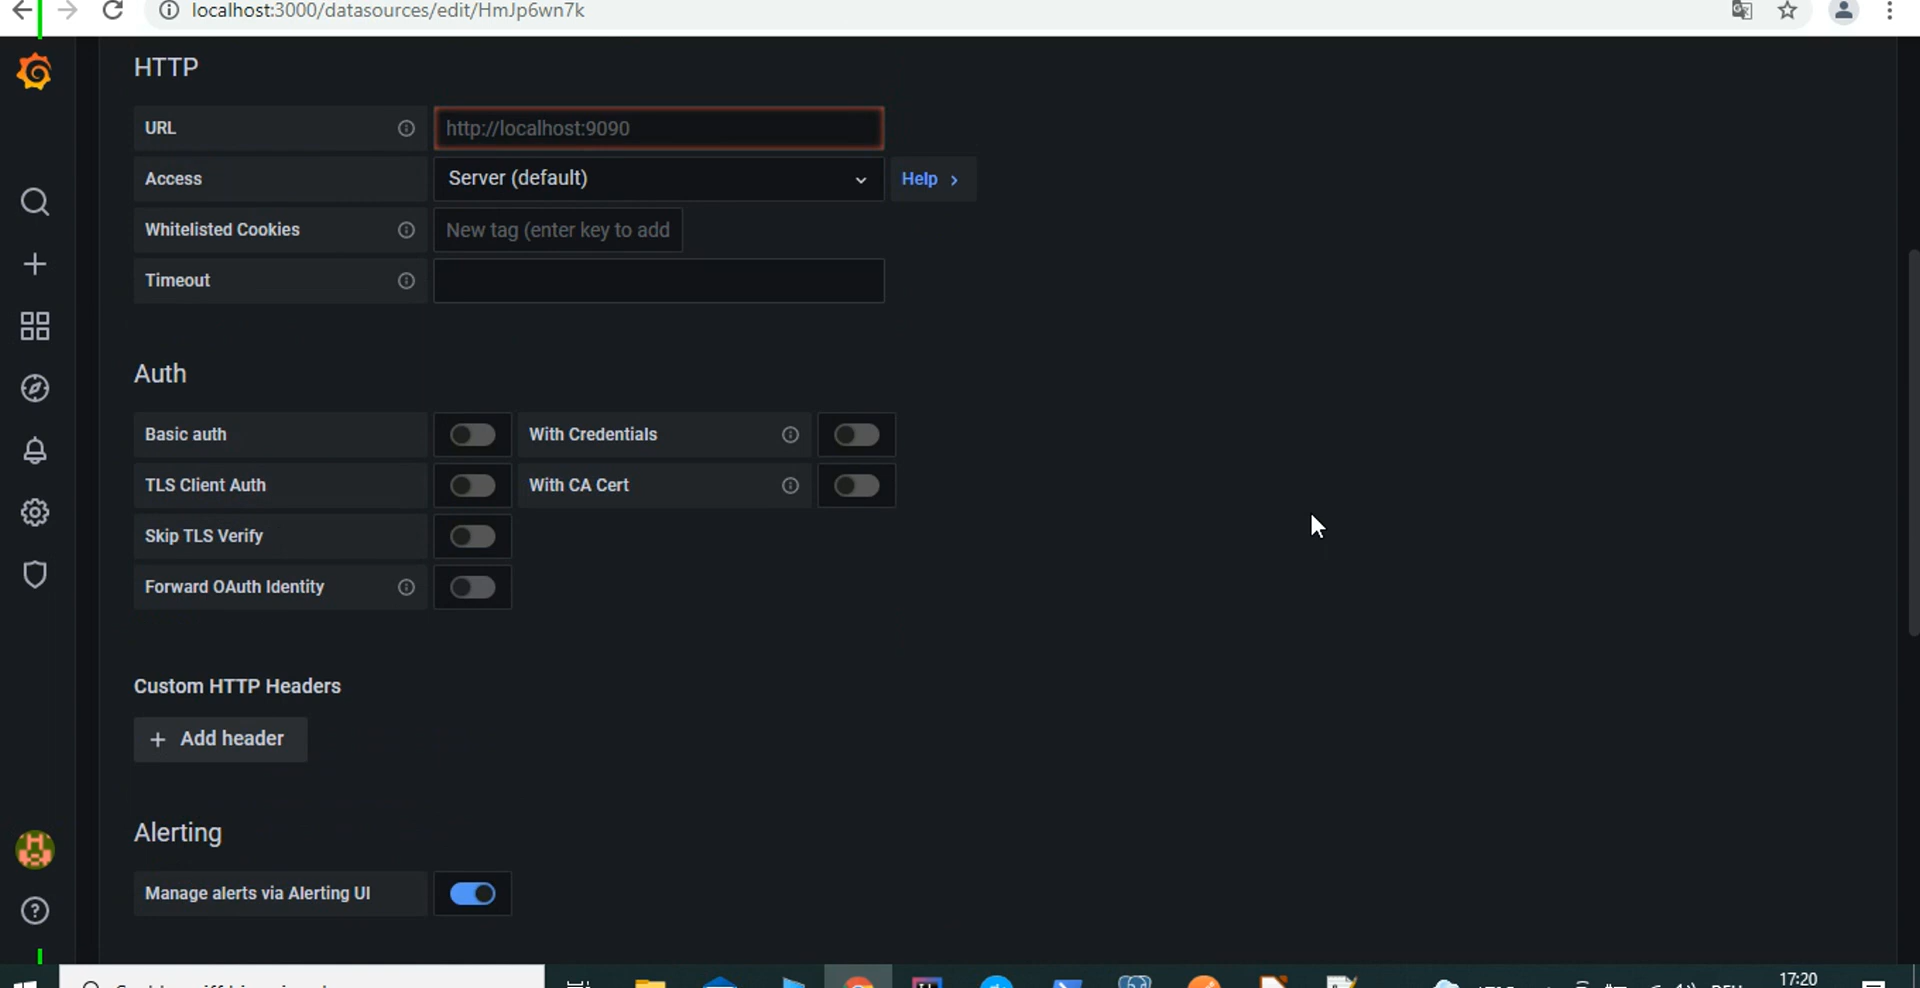 localhost:3000/datasources/edit/HmJp6wn7k
HTTP
URL
http://localhost:9090
Access
Server (default)
Help
Whitelisted Cookies
New tag (enter key to add
Timeout
Auth
Basic auth
With Credentials
TLS Client Auth
With CA Cert
Skip TLS Verify
Forward OAuth Identity
Custom HTTP Headers
Add header
Alerting
Manage alerts via Alerting UI
17:20